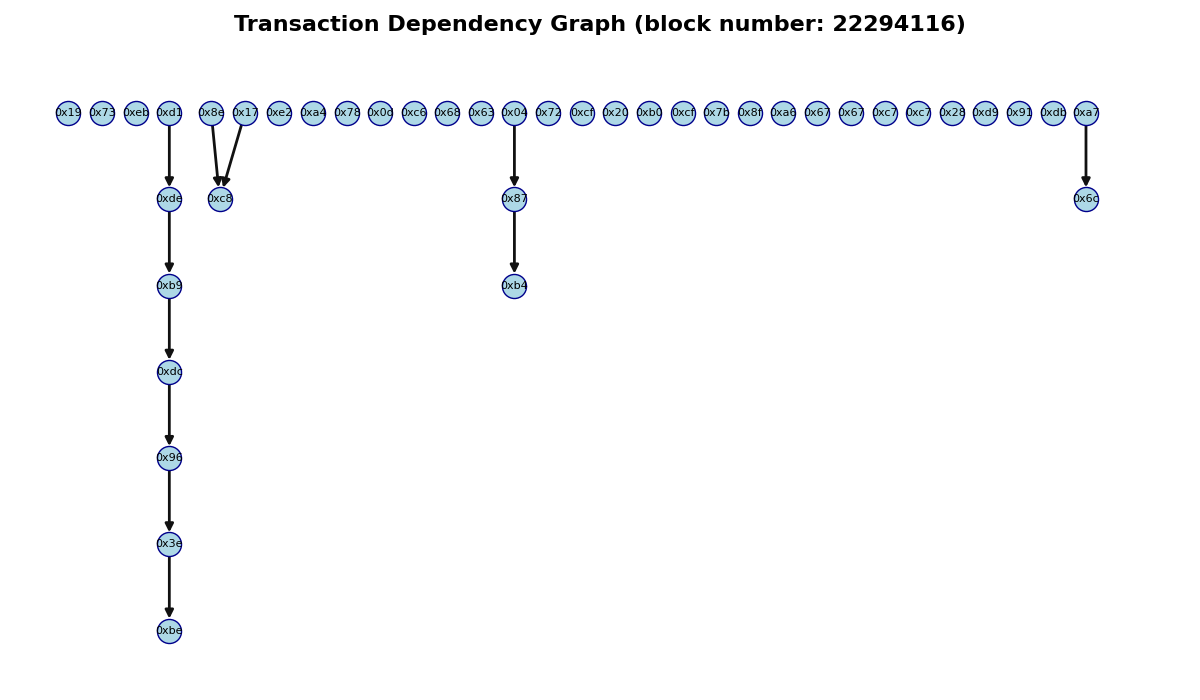 Transaction Dependency Graph (block number: 22294116)
0x19 0x73 0xeb 0xd1 0x8e 0x17 0xe2 0xa4 0x78 0x0d 0xc6 0x68 0x63 0x04 0x72 0xcf 0x20 0xb0 0xcf 0x7b 0x8f 0xa6 0x67 0x67 0xc7 0xc7 0x28 0xd9 0x91 0xdb 0xa7
0xde 0xc8 0x87 0x6c
0xb9 0xb4
0xdc
0x96
0x3e
0xbe